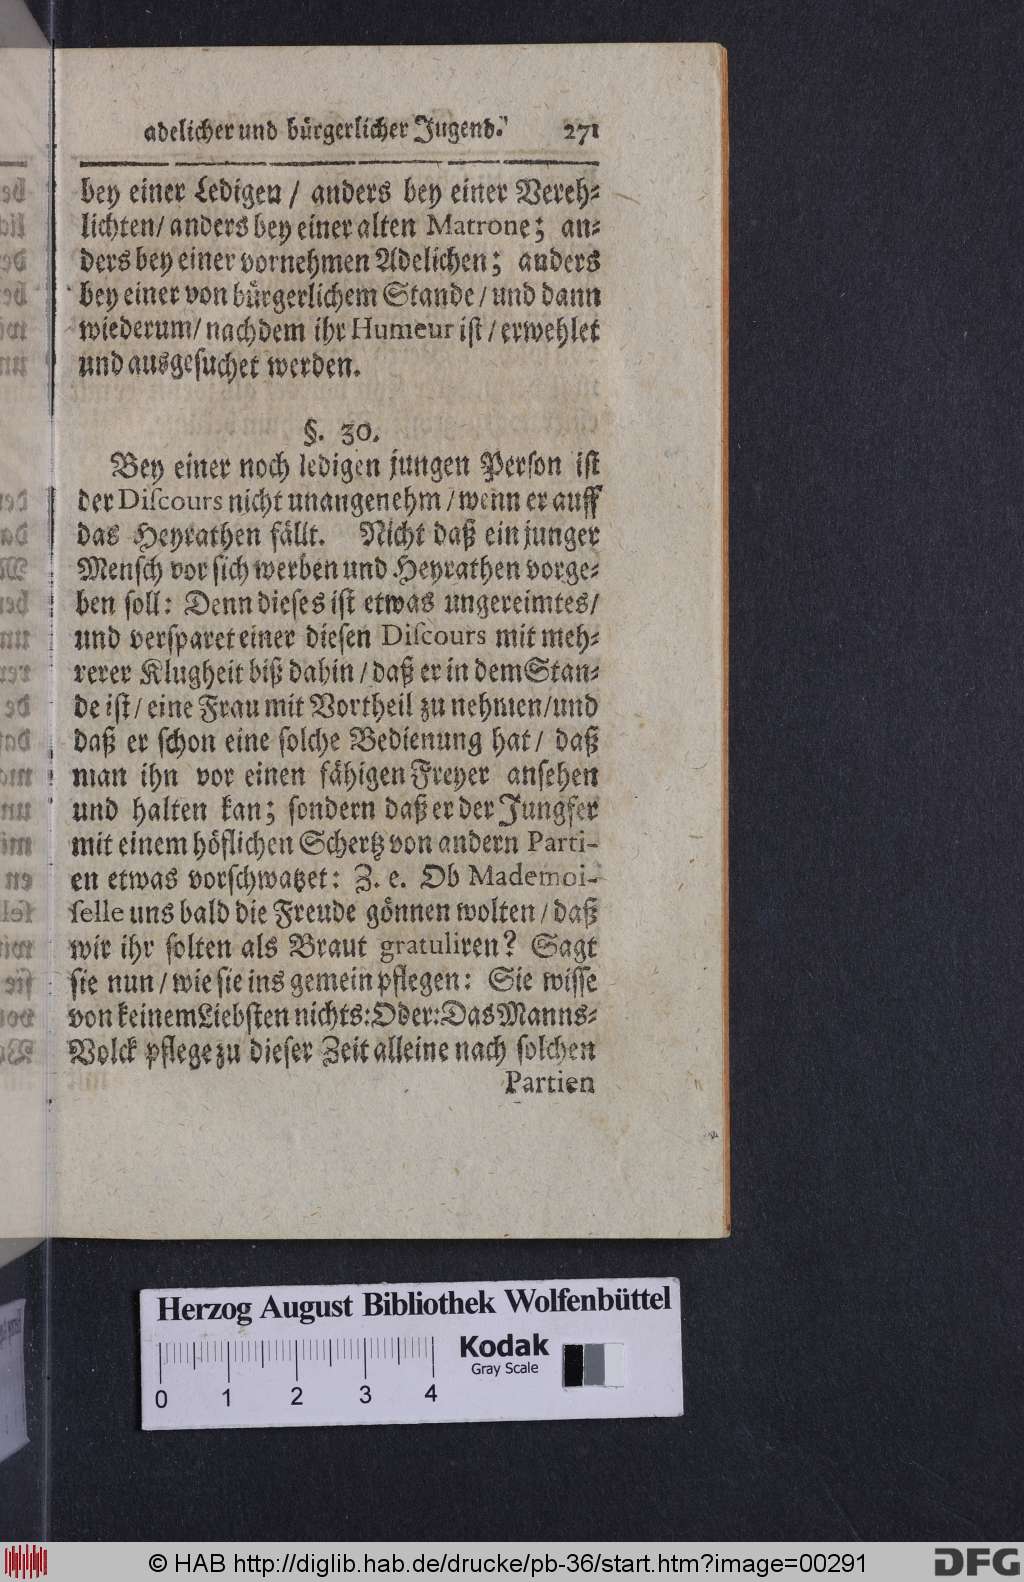 adelicher und bürgerlicher Jugend. 271
bey einer Ledigen / anders bey einer Vereh⸗
lichten/ anders bey einer alten Matrone; an⸗
ders bey einer vornehmen Adelichen; anders
bey einer von bürgerlichem Stande / und dann
wiederum/ nachdem ihr Humeur ist / erwehlet
und ausgesuchet werden.
§. 30.
Bey einer noch ledigen jungen Person ist
der Discours nicht unangenehm / wenn er auff
das Heyrathen fällt. Nicht daß ein junger
Mensch vor sich werben und Heyrathen vorge⸗
ben soll: Denn dieses ist etwas ungereimtes/
und versparet einer diesen Discours mit meh⸗
rerer Klugheit biß dahin / daß er in dem Stan⸗
de ist / eine Frau mit Vortheil zu nehmen/und
daß er schon eine solche Bedienung hat / daß
man ihn vor einen fähigen Freyer ansehen
und halten kan; sondern daß er der Jungfer
mit einem höflichen Schertz von andern Parti-
en etwas vorschwatzet: Z. e. Ob Mademoi-
selle uns bald die Freude gönnen wolten / daß
wir ihr solten als Braut gratuliren? Sagt
sie nun / wie sie ins gemein pflegen: Sie wisse
von keinem Liebsten nichts: Oder: Das Manns⸗
Volck pflege zu dieser Zeit alleine nach solchen
Partien
Herzog August Bibliothek Wolfenbüttel
Kodak
Gray Scale
0 1 2 3 4
© HAB http://diglib.hab.de/drucke/pb-36/start.htm?image=00291
DFG